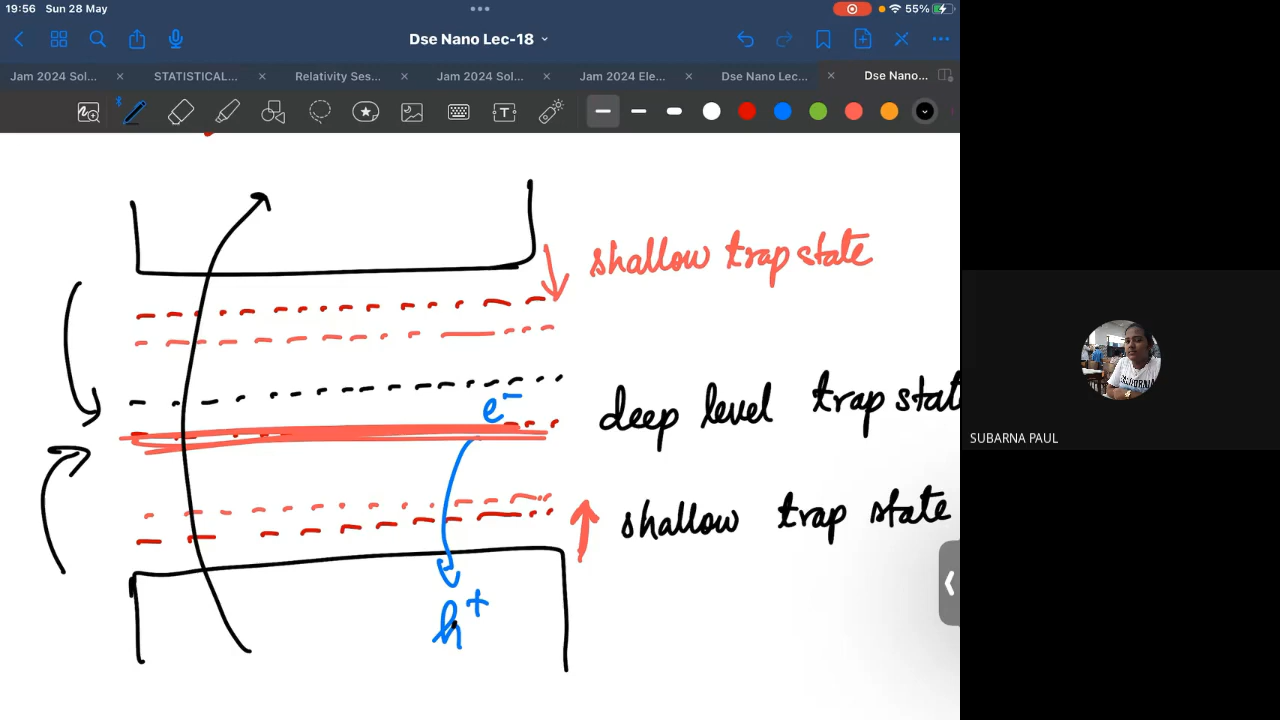 19:56 Sun 28 May
55%
Dse Nano Lec-18
Jam 2024 Sol...
STATISTICAL...
Relativity Ses...
Jam 2024 Sol...
Jam 2024 Ele...
Dse Nano Lec...
Dse Nano...
T
shallow trap state
e-
deep level trap stat
shallow trap state
h+
CALIFORNIA
SUBARNA PAUL